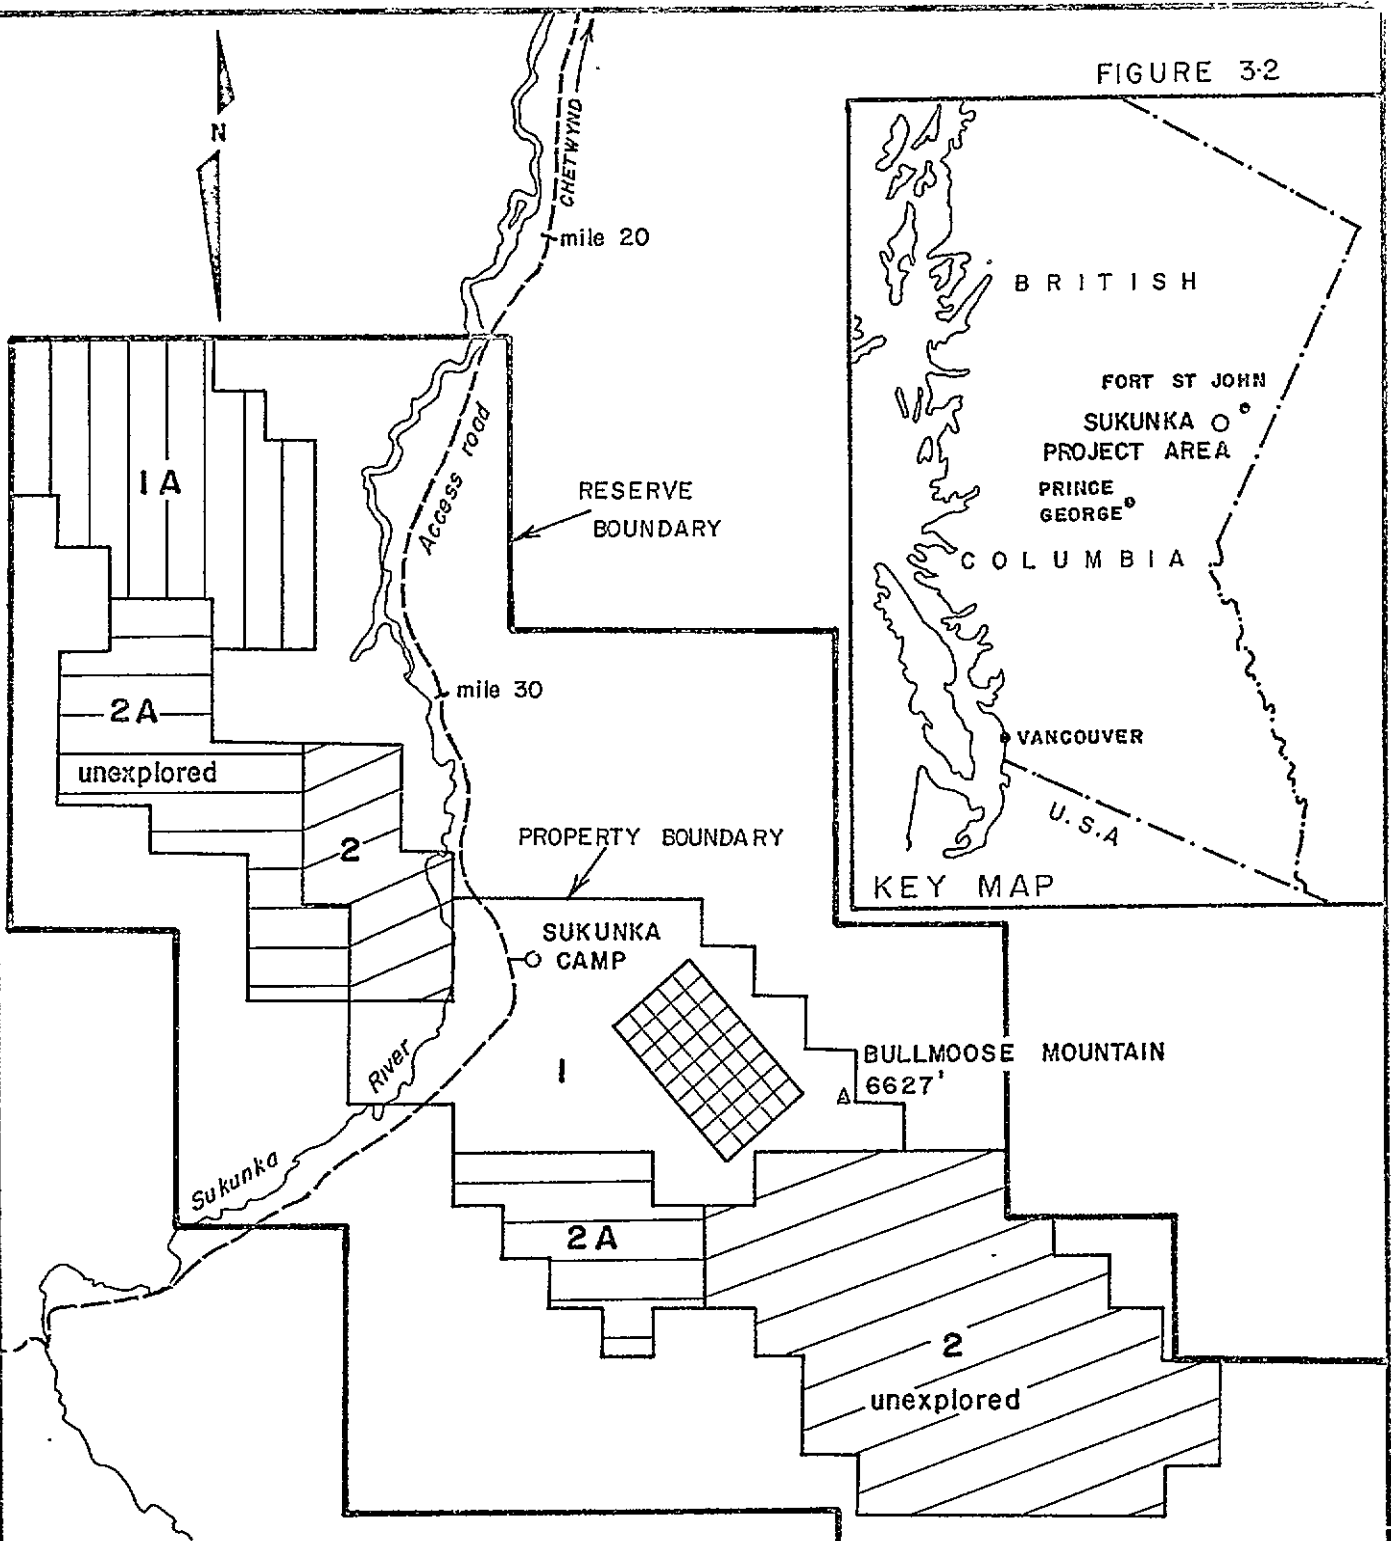 FIGURE 3-2
N
CHETWYND
mile 20
BRITISH
FORT ST JOHN
SUKUNKA
PROJECT AREA
PRINCE
GEORGE
COLUMBIA
VANCOUVER
U.S.A
KEY MAP
1A
Access road
RESERVE
BOUNDARY
mile 30
2A
unexplored
2
PROPERTY BOUNDARY
SUKUNKA
CAMP
1
BULLMOOSE MOUNTAIN
6627'
River
Sukunka
2A
2
unexplored